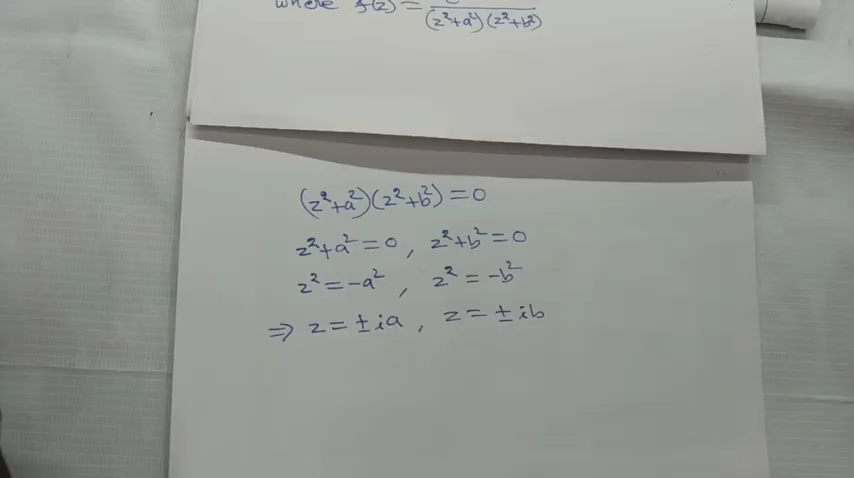 where f(z) =
(z²+a²)(z²+b²)
(z²+a²)(z²+b²)=0
z²+a²=0 , z²+b²=0
z²=-a² , z²=-b²
⇒ z=±ia , z=±ib